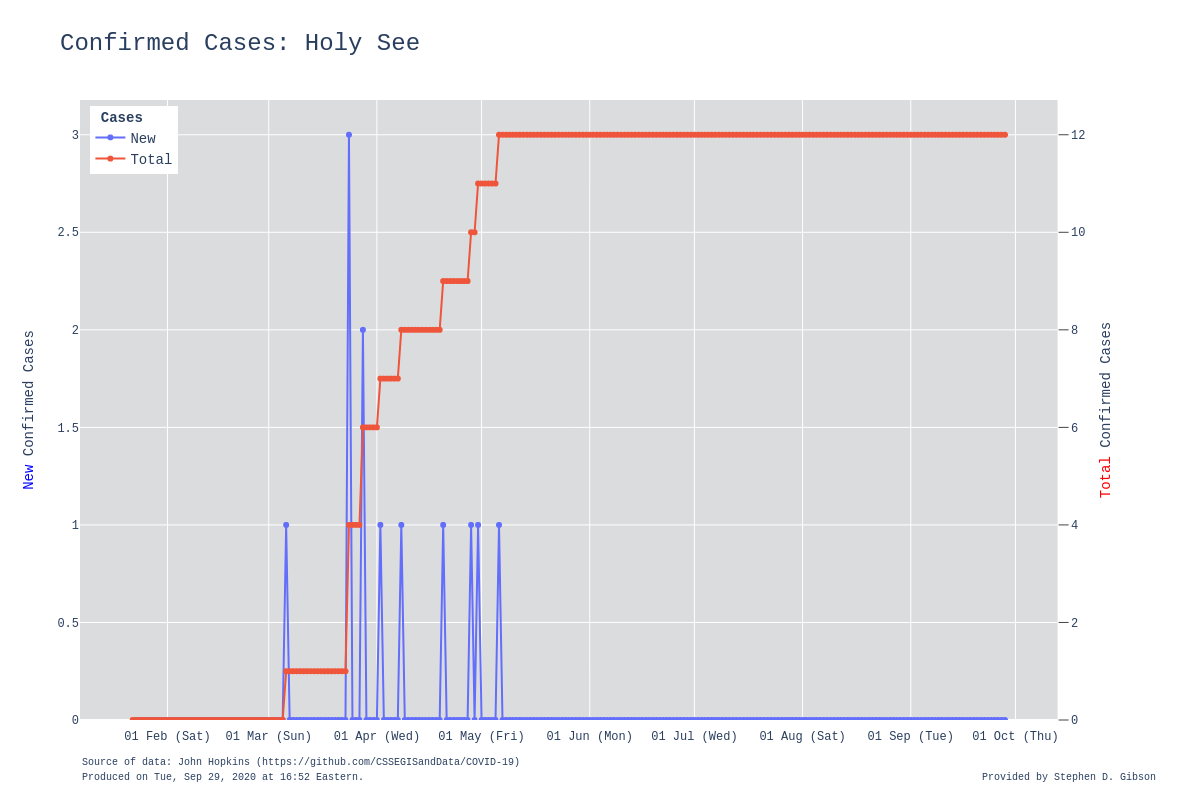 Confirmed Cases: Holy See
Cases
New
Total
3
2.5
2
1.5
1
0.5
0
12
10
8
6
4
2
0
New Confirmed Cases
Total Confirmed Cases
01 Feb (Sat)
01 Mar (Sun)
01 Apr (Wed)
01 May (Fri)
01 Jun (Mon)
01 Jul (Wed)
01 Aug (Sat)
01 Sep (Tue)
01 Oct (Thu)
Source of data: John Hopkins (https://github.com/CSSEGISandData/COVID-19)
Produced on Tue, Sep 29, 2020 at 16:52 Eastern.
Provided by Stephen D. Gibson